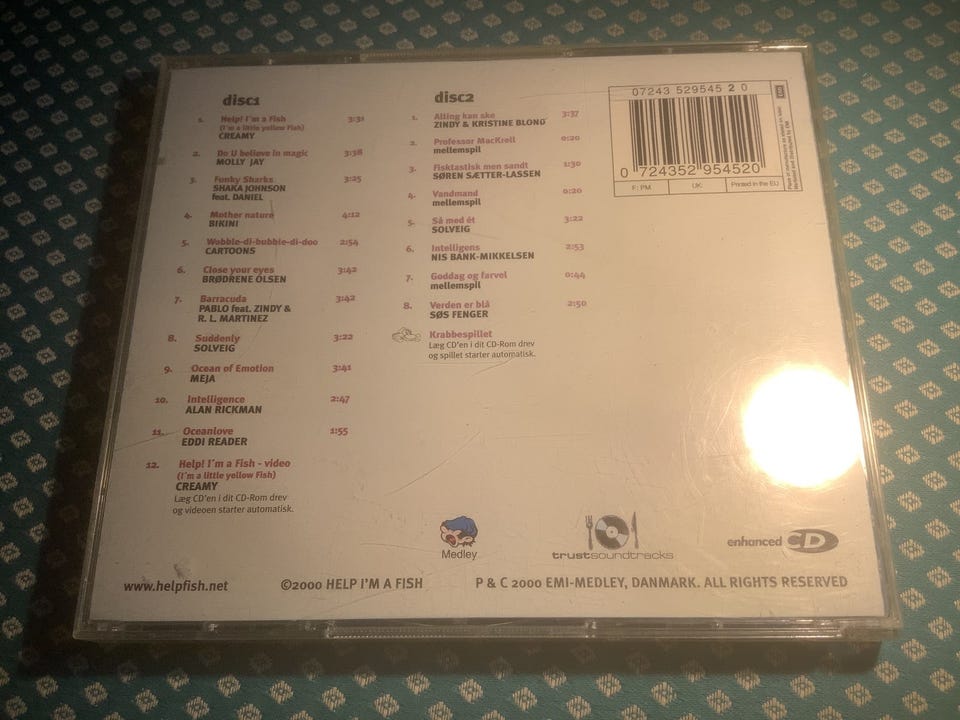 disc1
1. Help! I'm a Fish 3:31
(I'm a little yellow Fish)
CREAMY
2. Do U believe in magic 3:38
MOLLY JAY
3. Funky Sharks 3:25
SHAKA JOHNSON
feat. DANIEL
4. Mother nature 4:12
BIKINI
5. Wobble-di-bubble-di-doo 2:54
CARTOONS
6. Close your eyes 3:42
BRØDRENE OLSEN
7. Barracuda 3:42
PABLO feat. ZINDY &
R. L. MARTINEZ
8. Suddenly 3:22
SOLVEIG
9. Ocean of Emotion 3:41
MEJA
10. Intelligence 2:47
ALAN RICKMAN
11. Oceanlove 1:55
EDDI READER
12. Help! I'm a Fish - video
(I'm a little yellow Fish)
CREAMY
Læg CD'en i dit CD-Rom drev
og videoen starter automatisk.
disc2
1. Alting kan ske 3:37
ZINDY & KRISTINE BLOND
2. Professor MacKrell 0:20
mellemspil
3. Fisktastisk men sandt 1:30
SØREN SÆTTER-LASSEN
4. Vandmand 0:20
mellemspil
5. Så med ét 3:22
SOLVEIG
6. Intelligens 2:53
NIS BANK-MIKKELSEN
7. Goddag og farvel 0:44
mellemspil
8. Verden er blå 2:50
SØS FENGER
Krabbespillet
Læg CD'en i dit CD-Rom drev
og spillet starter automatisk.
07243 529545 2 0
0 724352 954520
F: PM UK: Printed in the EU
EMI
Medley
trustsoundtracks
enhanced CD
www.helpfish.net ©2000 HELP I'M A FISH P & C 2000 EMI-MEDLEY, DANMARK. ALL RIGHTS RESERVED